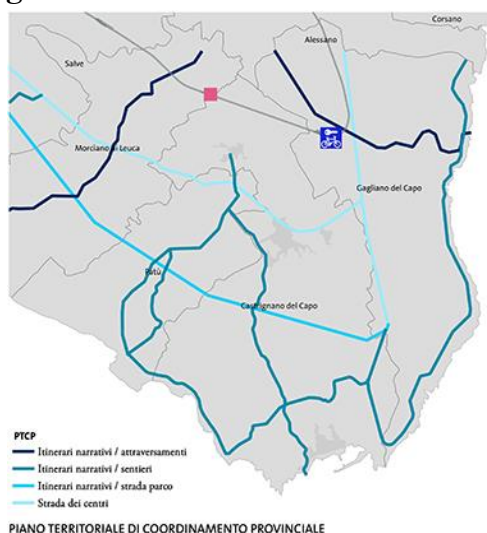 Corsano
Alessano
Salve
Morciano di Leuca
Gagliano del Capo
Patù
Castrignano del Capo
PTCP
Itinerari narrativi / attraversamenti
Itinerari narrativi / sentieri
Itinerari narrativi / strada parco
Strada dei centri
PIANO TERRITORIALE DI COORDINAMENTO PROVINCIALE